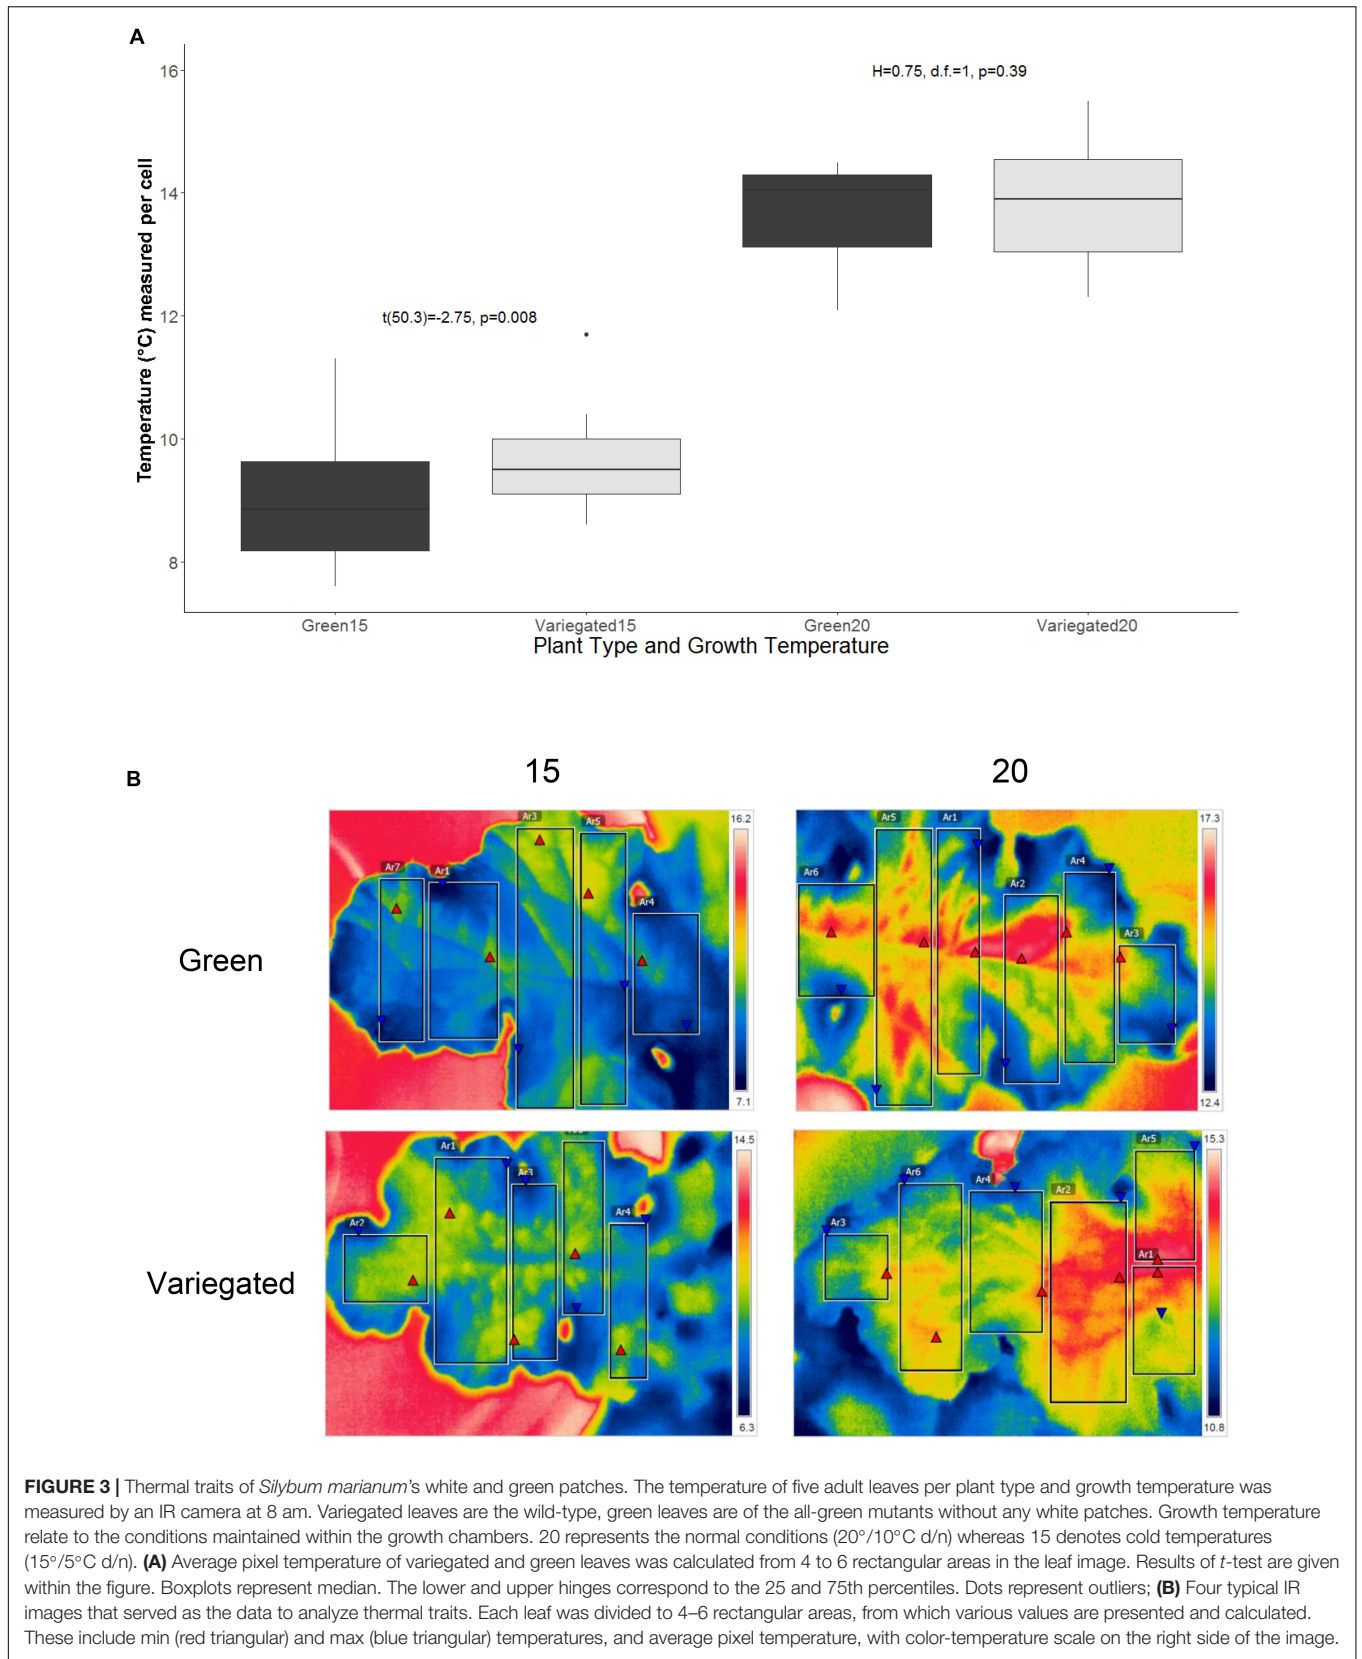 A
16
14
12
10
8
Temperature (°C) measured per cell
H=0.75, d.f.=1, p=0.39
t(50.3)=-2.75, p=0.008
Green15
Variegated15
Green20
Variegated20
Plant Type and Growth Temperature
B
15
20
Green
Ar7
Ar1
Ar3
Ar5
Ar4
16.2
7.1
Ar6
Ar5
Ar1
Ar2
Ar4
Ar3
17.3
12.4
Variegated
Ar2
Ar1
Ar3
Ar4
14.5
6.3
Ar3
Ar6
Ar4
Ar2
Ar5
Ar1
15.3
10.8
FIGURE 3 | Thermal traits of Silybum marianum's white and green patches. The temperature of five adult leaves per plant type and growth temperature was
measured by an IR camera at 8 am. Variegated leaves are the wild-type, green leaves are of the all-green mutants without any white patches. Growth temperature
relate to the conditions maintained within the growth chambers. 20 represents the normal conditions (20°/10°C d/n) whereas 15 denotes cold temperatures
(15°/5°C d/n). (A) Average pixel temperature of variegated and green leaves was calculated from 4 to 6 rectangular areas in the leaf image. Results of t-test are given
within the figure. Boxplots represent median. The lower and upper hinges correspond to the 25 and 75th percentiles. Dots represent outliers; (B) Four typical IR
images that served as the data to analyze thermal traits. Each leaf was divided to 4–6 rectangular areas, from which various values are presented and calculated.
These include min (red triangular) and max (blue triangular) temperatures, and average pixel temperature, with color-temperature scale on the right side of the image.